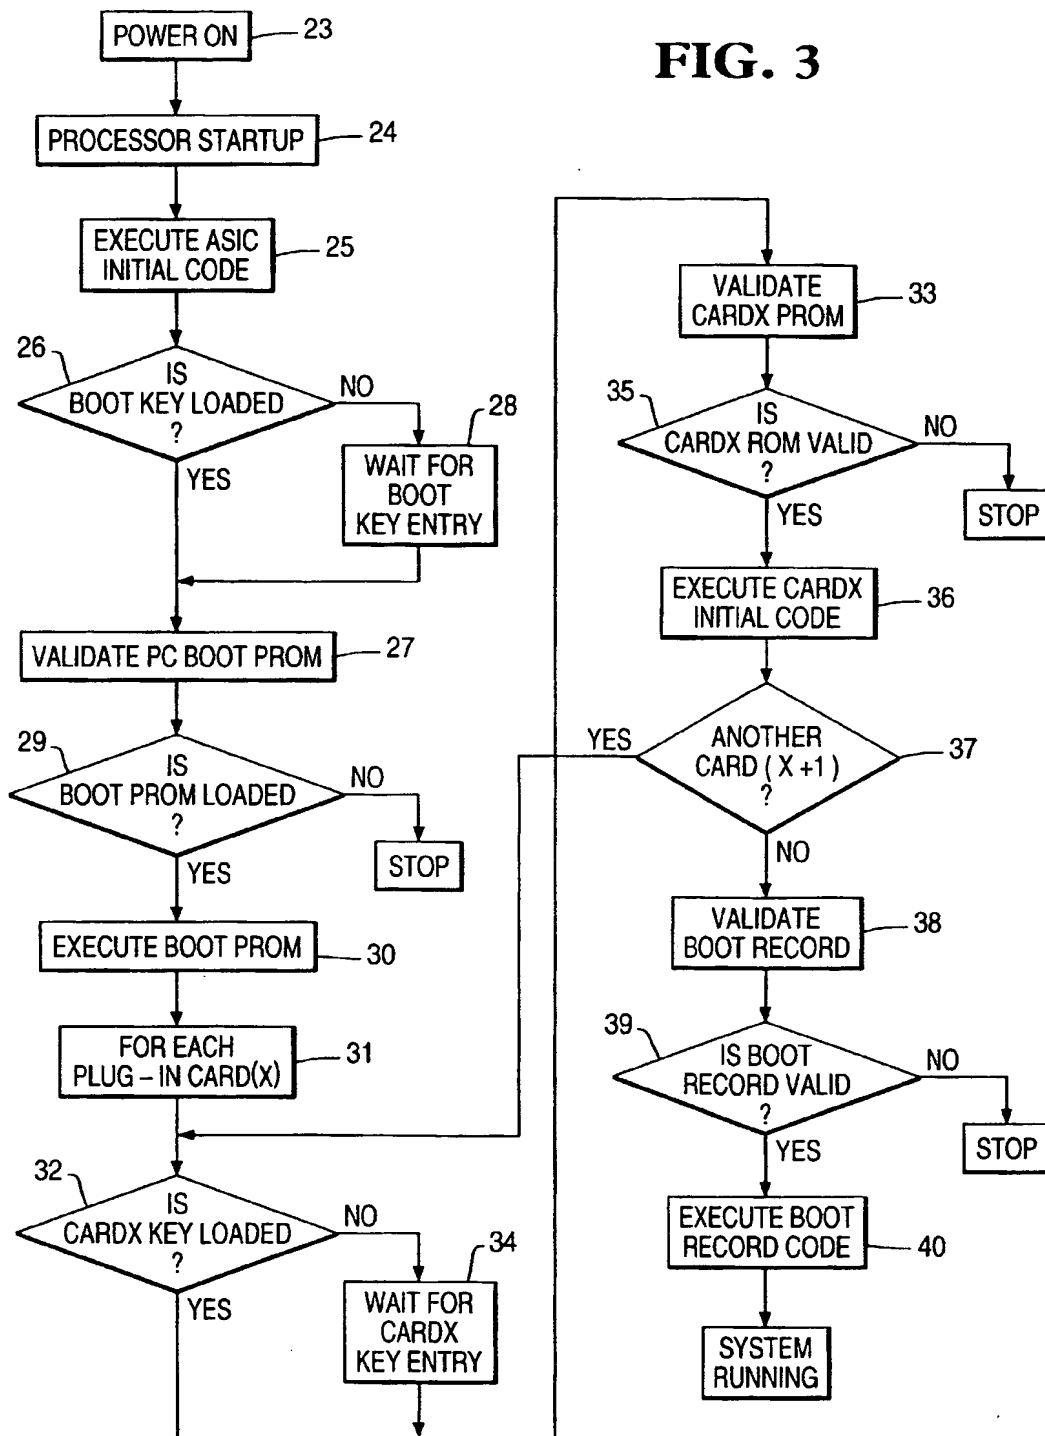 FIG. 3
POWER ON
23
PROCESSOR STARTUP
24
EXECUTE ASIC
INITIAL CODE
25
26
IS
BOOT KEY LOADED
?
NO
YES
28
WAIT FOR
BOOT
KEY ENTRY
VALIDATE PC BOOT PROM
27
29
IS
BOOT PROM LOADED
?
NO
STOP
YES
EXECUTE BOOT PROM
30
FOR EACH
PLUG – IN CARD(X)
31
32
IS
CARDX KEY LOADED
?
NO
YES
34
WAIT FOR
CARDX
KEY ENTRY
VALIDATE
CARDX PROM
33
35
IS
CARDX ROM VALID
?
NO
STOP
YES
EXECUTE CARDX
INITIAL CODE
36
YES
ANOTHER
CARD ( X +1 )
?
37
NO
VALIDATE
BOOT RECORD
38
39
IS BOOT
RECORD VALID
?
NO
STOP
YES
EXECUTE BOOT
RECORD CODE
40
SYSTEM
RUNNING